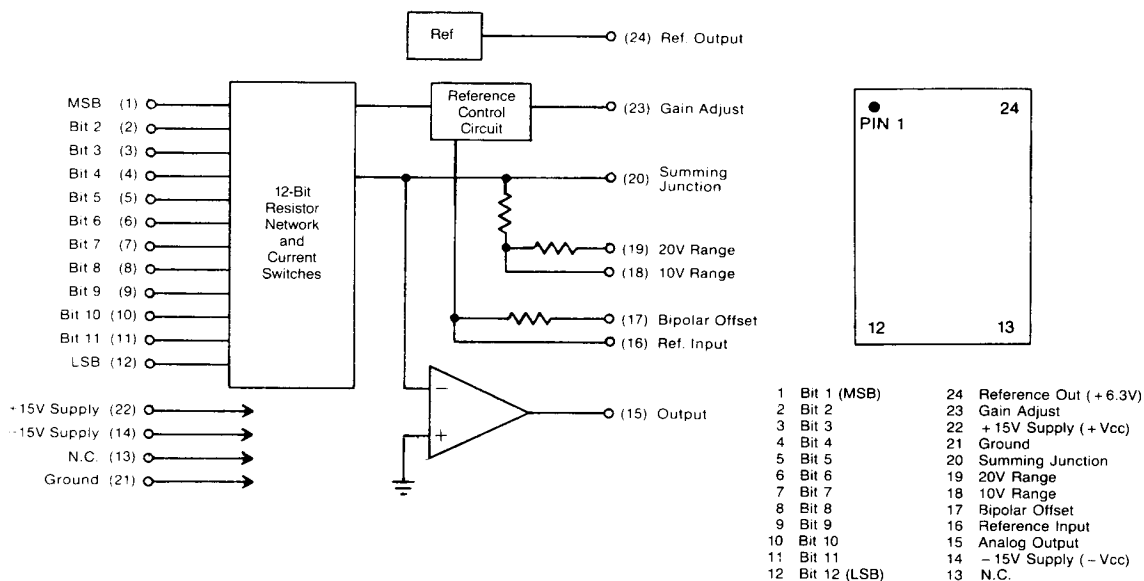 Ref
(24) Ref. Output
MSB (1)
Bit 2 (2)
Bit 3 (3)
Bit 4 (4)
Bit 5 (5)
Bit 6 (6)
Bit 7 (7)
Bit 8 (8)
Bit 9 (9)
Bit 10 (10)
Bit 11 (11)
LSB (12)
12-Bit
Resistor
Network
and
Current
Switches
Reference
Control
Circuit
(23) Gain Adjust
(20) Summing
Junction
(19) 20V Range
(18) 10V Range
(17) Bipolar Offset
(16) Ref. Input
−
+
(15) Output
+15V Supply (22)
-15V Supply (14)
N.C. (13)
Ground (21)
PIN 1
24
12
13
1 Bit 1 (MSB)
2 Bit 2
3 Bit 3
4 Bit 4
5 Bit 5
6 Bit 6
7 Bit 7
8 Bit 8
9 Bit 9
10 Bit 10
11 Bit 11
12 Bit 12 (LSB)
24 Reference Out (+6.3V)
23 Gain Adjust
22 +15V Supply (+Vcc)
21 Ground
20 Summing Junction
19 20V Range
18 10V Range
17 Bipolar Offset
16 Reference Input
15 Analog Output
14 −15V Supply (−Vcc)
13 N.C.